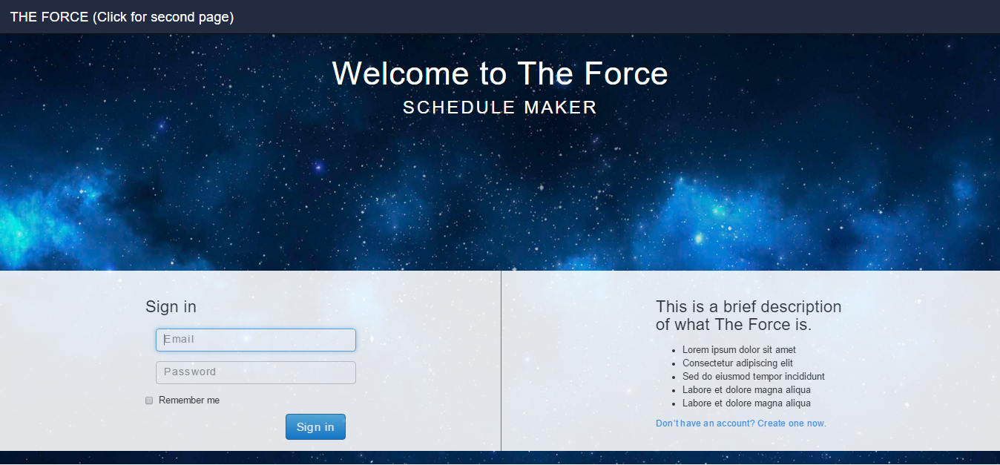 THE FORCE (Click for second page)
Welcome to The Force
SCHEDULE MAKER
Sign in
Email
Password
Remember me
Sign in
This is a brief description
of what The Force is.
Lorem ipsum dolor sit amet
Consectetur adipiscing elit
Sed do eiusmod tempor incididunt
Labore et dolore magna aliqua
Labore et dolore magna aliqua
Don't have an account? Create one now.